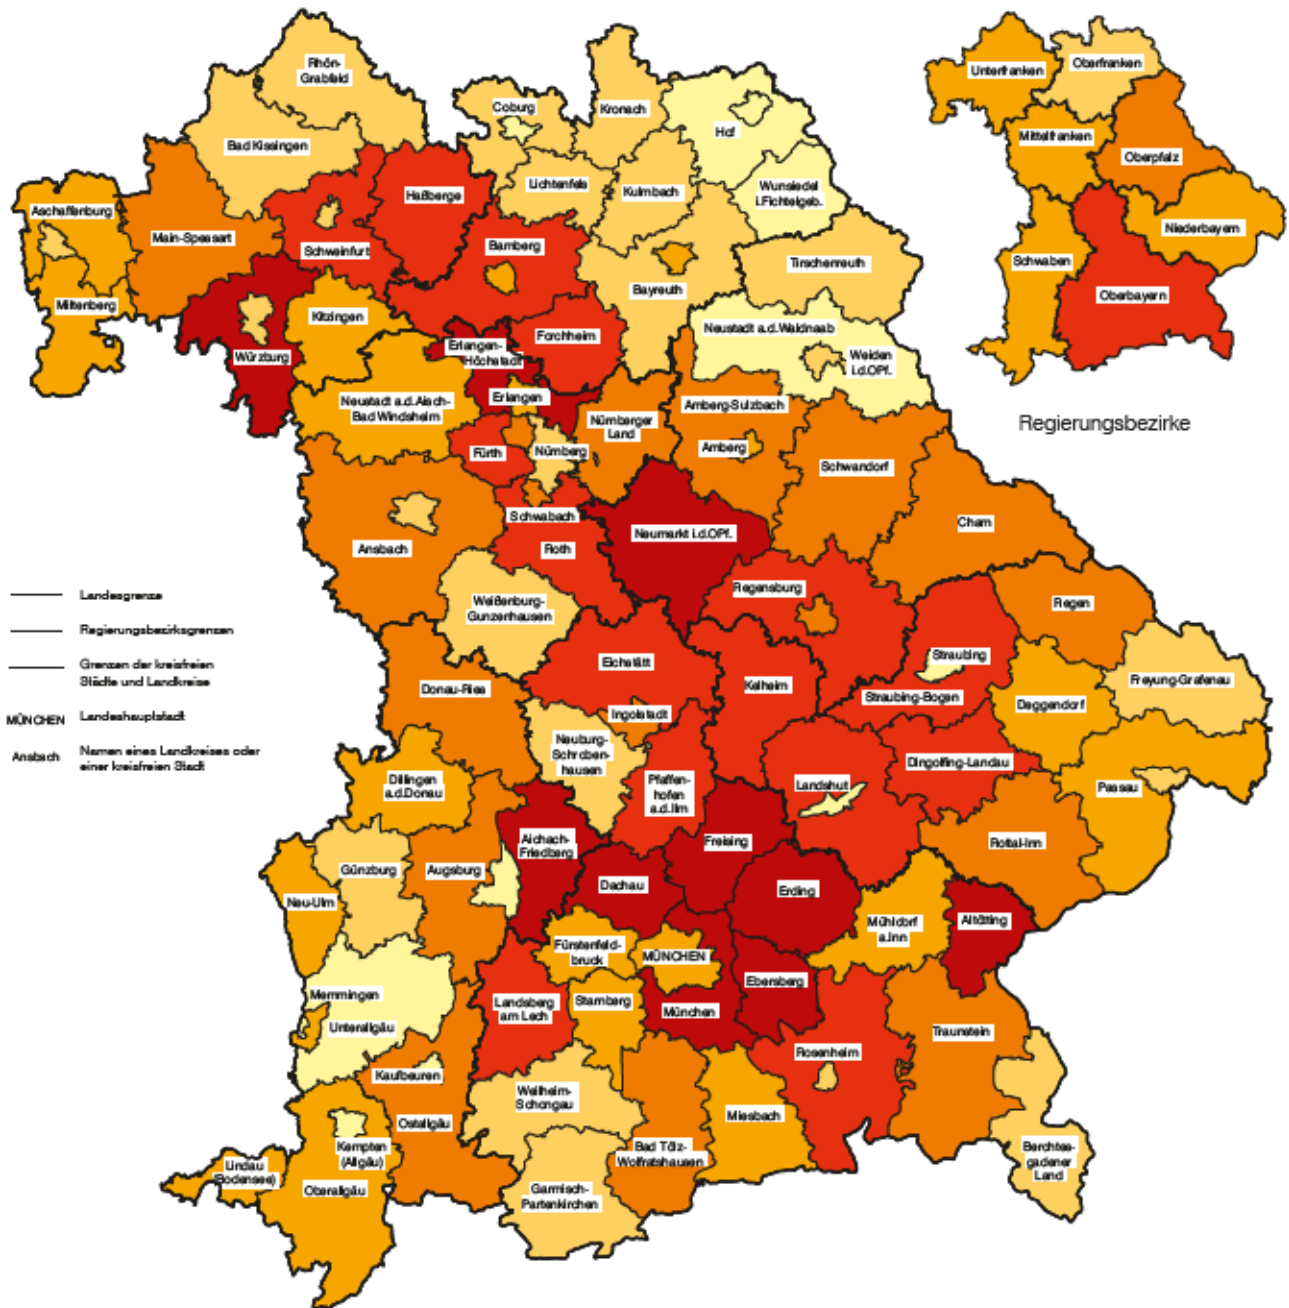 Rhön-
Grabfeld
Coburg
Kronach
Hof
Bad Kissingen
Lichtenfels
Kulmbach
Wunsiedel
i.Fichtelgeb.
Aschaffenburg
Main-Spessart
Haßberge
Schweinfurt
Bamberg
Tirschenreuth
Bayreuth
Miltenberg
Kitzingen
Würzburg
Forchheim
Erlangen-
Höchstadt
Neustadt a.d.Waldnaab
Weiden
i.d.OPf.
Neustadt a.d.Aisch-
Bad Windsheim
Erlangen
Nürnberger
Land
Amberg-Sulzbach
Amberg
Fürth
Nürnberg
Schwandorf
Cham
Ansbach
Schwabach
Roth
Neumarkt i.d.OPf.
Regensburg
Regen
Weißenburg-
Gunzenhausen
Eichstätt
Kelheim
Straubing
Straubing-Bogen
Freyung-Grafenau
Deggendorf
Donau-Ries
Ingolstadt
Neuburg-
Schroben-
hausen
Dingolfing-Landau
Dillingen
a.d.Donau
Pfaffen-
hofen
a.d.Ilm
Landshut
Passau
Aichach-
Friedberg
Freising
Rottal-Inn
Günzburg
Augsburg
Dachau
Erding
Neu-Ulm
Mühldorf
a.Inn
Altötting
Fürstenfeld-
bruck
MÜNCHEN
Ebersberg
Memmingen
Unterallgäu
Landsberg
am Lech
Starnberg
München
Traunstein
Rosenheim
Kaufbeuren
Weilheim-
Schongau
Miesbach
Ostallgäu
Kempten
(Allgäu)
Bad Tölz-
Wolfratshausen
Berchtes-
gadener
Land
Lindau
(Bodensee)
Oberallgäu
Garmisch-
Partenkirchen
Unterfranken
Oberfranken
Mittelfranken
Oberpfalz
Niederbayern
Schwaben
Oberbayern
Regierungsbezirke
Landesgrenze
Regierungsbezirksgrenzen
Grenzen der kreisfreien
Städte und Landkreise
MÜNCHEN Landeshauptstadt
Ansbach Namen eines Landkreises oder
einer kreisfreien Stadt